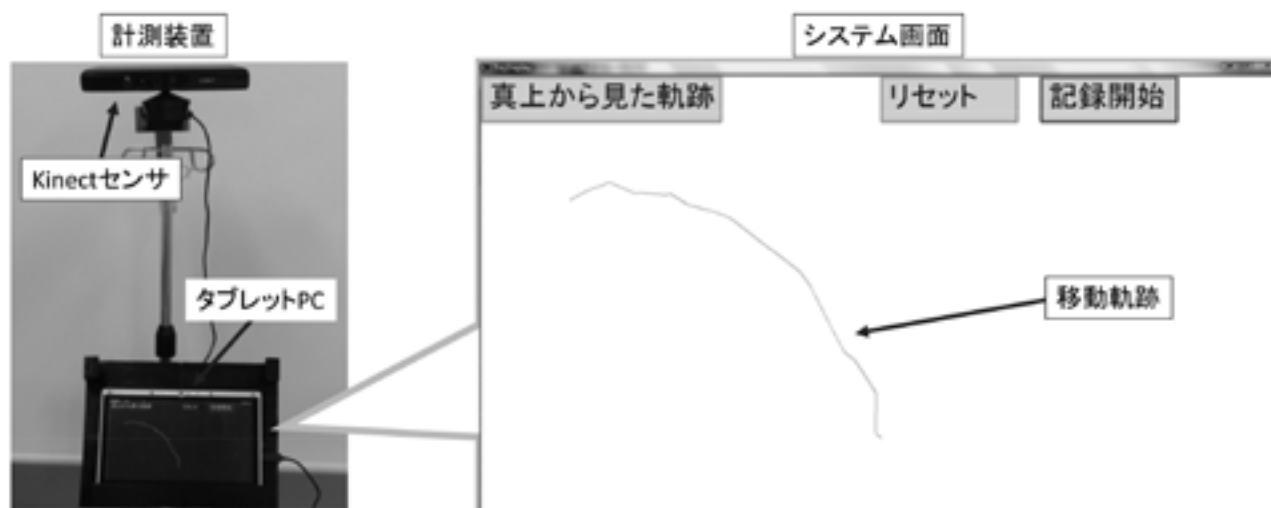 計測装置
システム画面
Kinectセンサ
タブレットPC
真上から見た軌跡
リセット
記録開始
移動軌跡